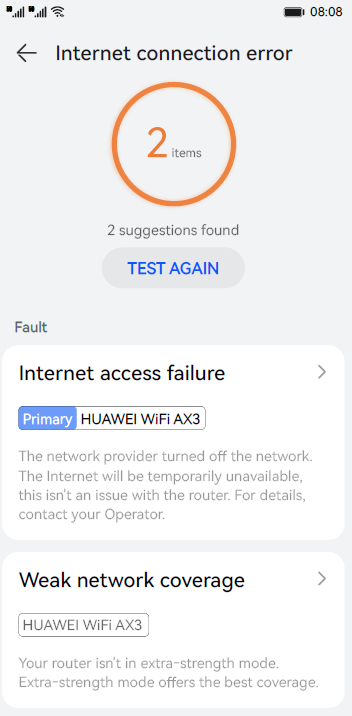 08:08
Internet connection error
2 items
2 suggestions found
TEST AGAIN
Fault
Internet access failure
Primary HUAWEI WiFi AX3
The network provider turned off the network.
The Internet will be temporarily unavailable,
this isn't an issue with the router. For details,
contact your Operator.
Weak network coverage
HUAWEI WiFi AX3
Your router isn't in extra-strength mode.
Extra-strength mode offers the best coverage.